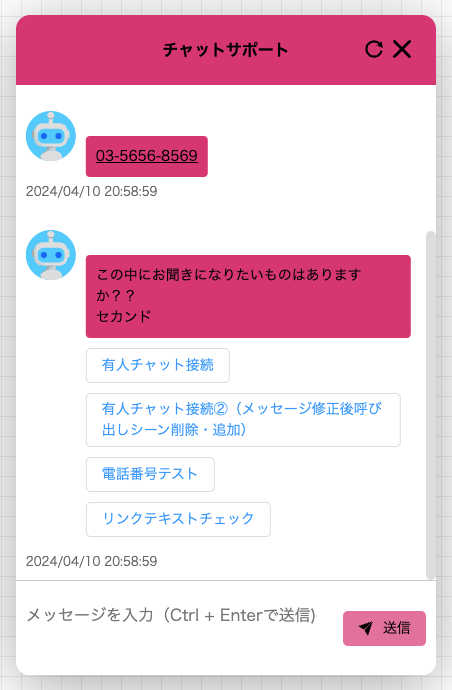 チャットサポート
03-5656-8569
2024/04/10 20:58:59
この中にお聞きになりたいものはあります
か？？
セカンド
有人チャット接続
有人チャット接続②（メッセージ修正後呼び
出しシーン削除・追加）
電話番号テスト
リンクテキストチェック
2024/04/10 20:58:59
メッセージを入力（Ctrl + Enterで送信)
送信